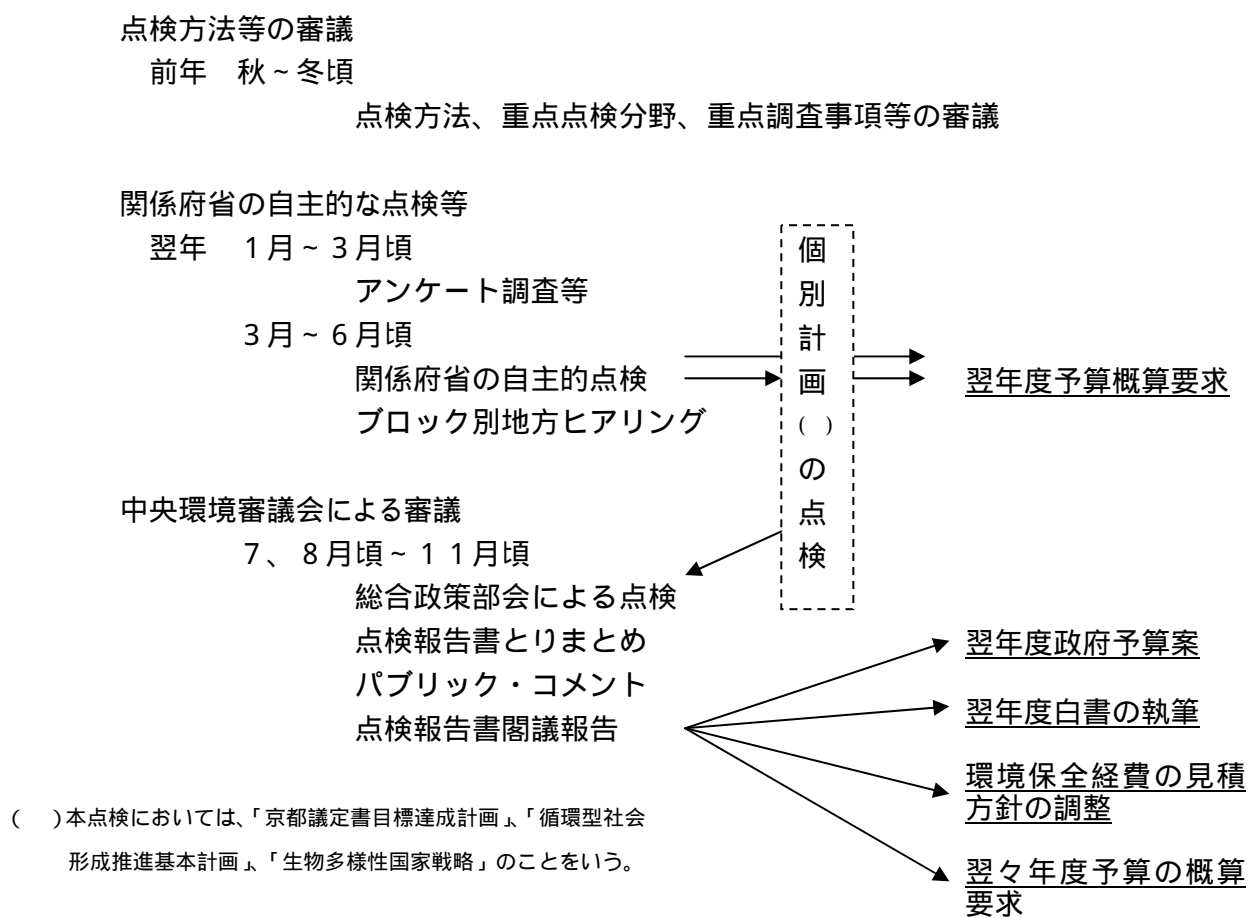 点検方法等の審議
前年　秋～冬頃
点検方法、重点点検分野、重点調査事項等の審議
関係府省の自主的な点検等
翌年　１月～３月頃
アンケート調査等
３月～６月頃
関係府省の自主的点検
ブロック別地方ヒアリング
個別計画（　）の点検
翌年度予算概算要求
中央環境審議会による審議
７、８月頃～１１月頃
総合政策部会による点検
点検報告書とりまとめ
パブリック・コメント
点検報告書閣議報告
翌年度政府予算案
翌年度白書の執筆
環境保全経費の見積
方針の調整
翌々年度予算の概算
要求
（　）本点検においては、「京都議定書目標達成計画」、「循環型社会
形成推進基本計画」、「生物多様性国家戦略」のことをいう。